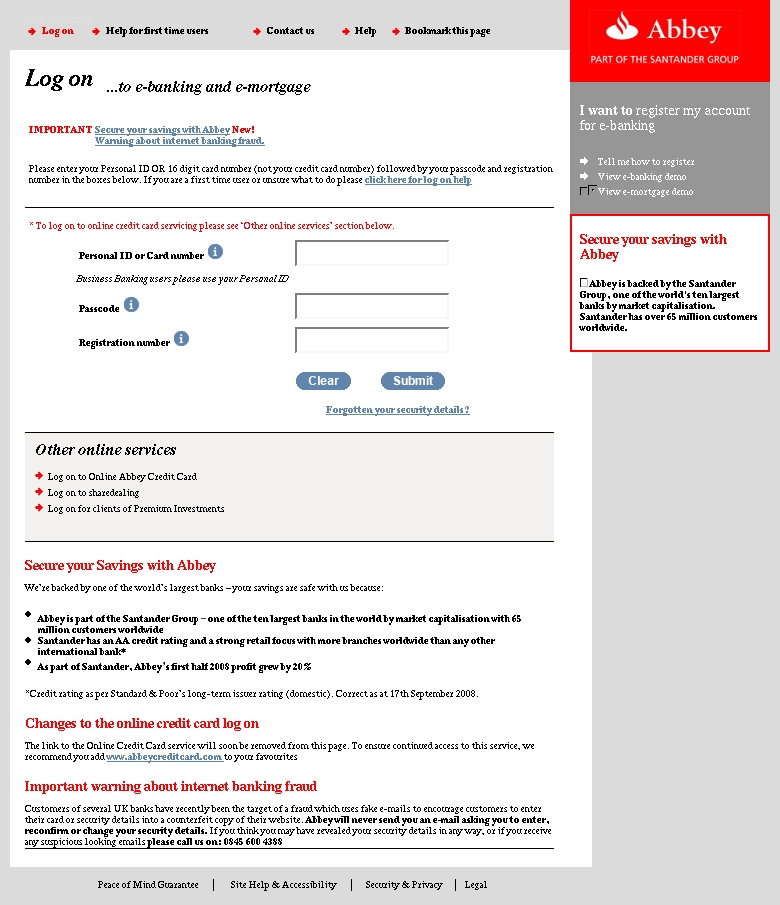 Log on
Help for first time users
Contact us
Help
Bookmark this page
Abbey
PART OF THE SANTANDER GROUP
Log on ...to e-banking and e-mortgage
I want to register my account
for e-banking
Tell me how to register
View e-banking demo
View e-mortgage demo
IMPORTANT Secure your savings with Abbey New!
Warning about internet banking fraud.
Please enter your Personal ID OR 16 digit card number (not your credit card number) followed by your passcode and registration
number in the boxes below. If you are a first time user or unsure what to do please click here for log on help
* To log on to online credit card servicing please see 'Other online services' section below.
Personal ID or Card number i
Business Banking users please use your Personal ID
Passcode i
Registration number i
Clear
Submit
Forgotten your security details?
Secure your savings with
Abbey
Abbey is backed by the Santander
Group, one of the world's ten largest
banks by market capitalisation.
Santander has over 65 million customers
worldwide.
Other online services
Log on to Online Abbey Credit Card
Log on to sharedealing
Log on for clients of Premium Investments
Secure your Savings with Abbey
We're backed by one of the world's largest banks – your savings are safe with us because:
Abbey is part of the Santander Group – one of the ten largest banks in the world by market capitalisation with 65
million customers worldwide
Santander has an AA credit rating and a strong retail focus with more branches worldwide than any other
international bank*
As part of Santander, Abbey's first half 2008 profit grew by 20%
*Credit rating as per Standard & Poor's long-term issuer rating (domestic). Correct as at 17th September 2008.
Changes to the online credit card log on
The link to the Online Credit Card service will soon be removed from this page. To ensure continued access to this service, we
recommend you add www.abbeycreditcard.com to your favourites
Important warning about internet banking fraud
Customers of several UK banks have recently been the target of a fraud which uses fake e-mails to encourage customers to enter
their card or security details into a counterfeit copy of their website. Abbey will never send you an e-mail asking you to enter,
reconfirm or change your security details. If you think you may have revealed your security details in any way, or if you receive
any suspicious looking emails please call us on: 0845 600 4388
Peace of Mind Guarantee | Site Help & Accessibility | Security & Privacy | Legal